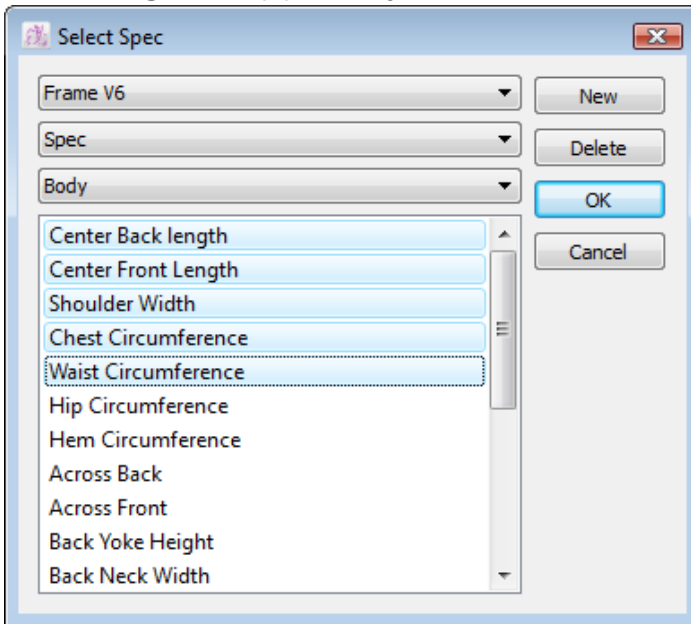 Select Spec
Frame V6
New
Spec
Delete
Body
OK
Cancel
Center Back length
Center Front Length
Shoulder Width
Chest Circumference
Waist Circumference
Hip Circumference
Hem Circumference
Across Back
Across Front
Back Yoke Height
Back Neck Width